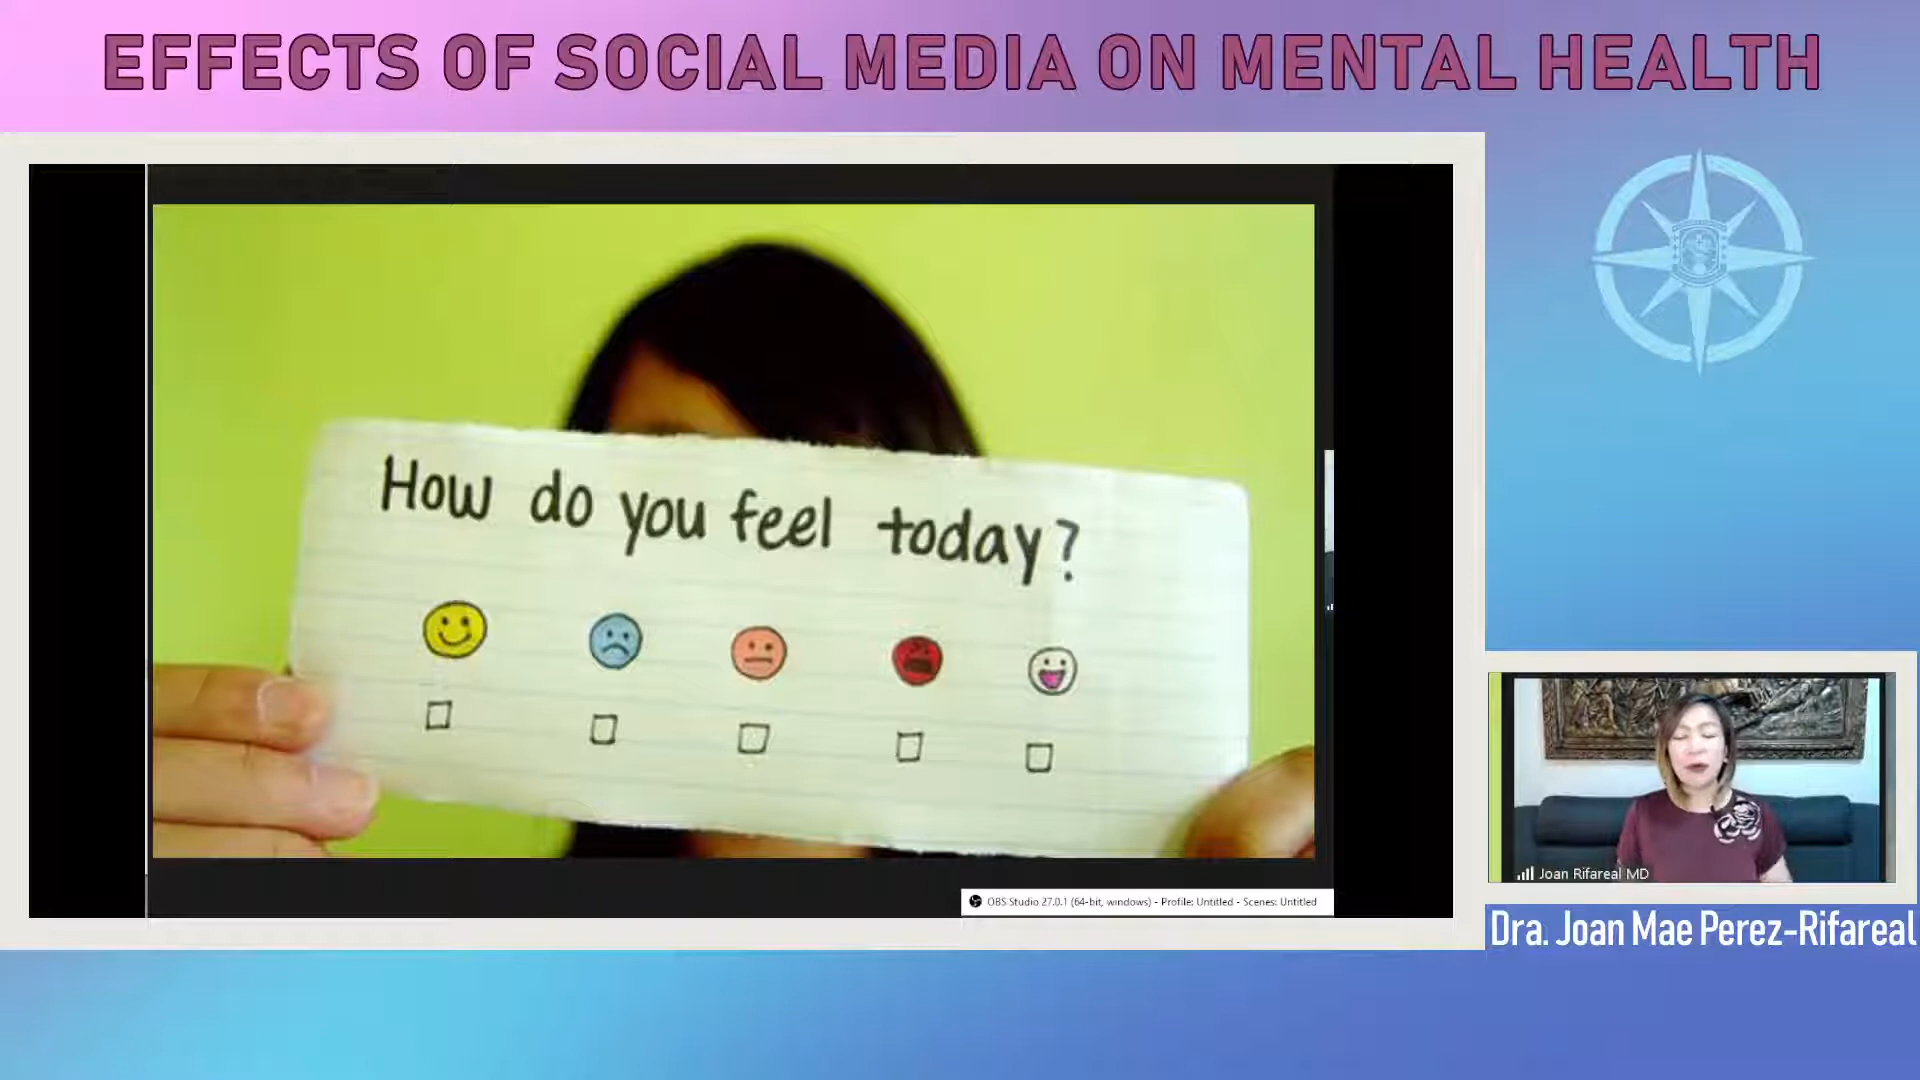 EFFECTS OF SOCIAL MEDIA ON MENTAL HEALTH
How do you feel today?
OBS Studio 27.0.1 (64-bit, windows) - Profile: Untitled - Scenes: Untitled
Joan Rifareal MD
Dra. Joan Mae Perez-Rifareal